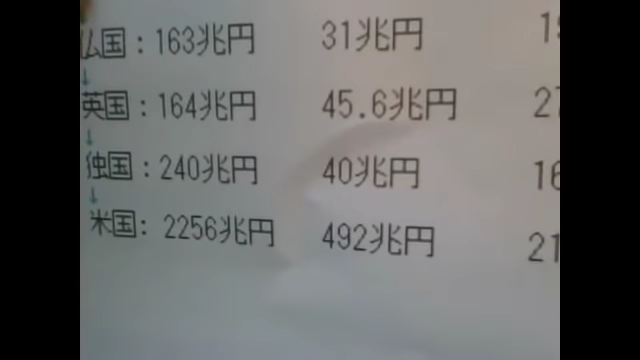 仏国：163兆円 31兆円
↓
英国：164兆円 45.6兆円
↓
独国：240兆円 40兆円
↓
米国：2256兆円 492兆円 21